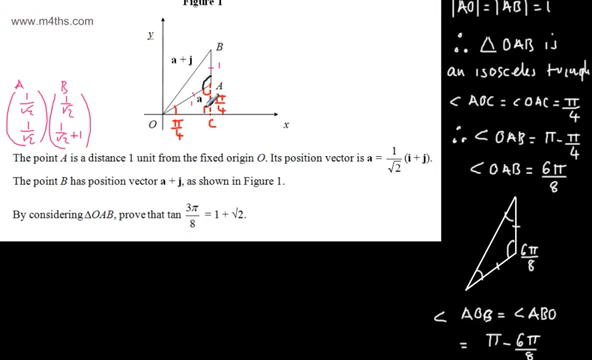 www.m4ths.com
Figure 1
y
B
a + j
1
A
a
1
π/4
π/4
O
C
x
A B
(1/√2
1/√2) (1/√2
1/√2 + 1)
The point A is a distance 1 unit from the fixed origin O. Its position vector is a = 1/√2 (i + j).
The point B has position vector a + j, as shown in Figure 1.
By considering ΔOAB, prove that tan 3π/8 = 1 + √2.
|AO| = |AB| = 1
∴ △ OAB is
an isosceles triangle
< AOC = <OAC = π/4
∴ < OAB = π - π/4
< OAB = 6π/8
6π/8
< AOB = <ABO
= π - 6π/8